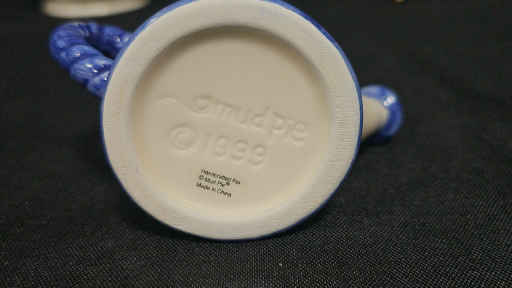 mudpie
©1999
Handcrafted For
© Mud Pie®
Made in China